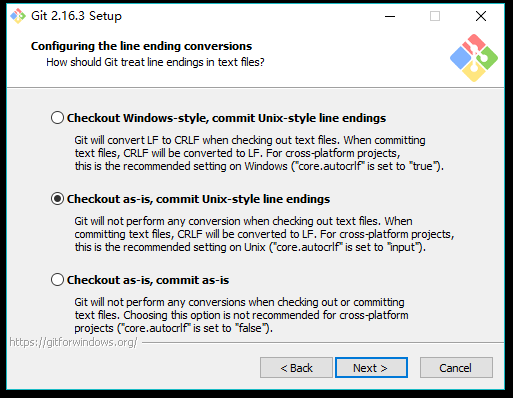 Git 2.16.3 Setup
Configuring the line ending conversions
How should Git treat line endings in text files?
Checkout Windows-style, commit Unix-style line endings
Git will convert LF to CRLF when checking out text files. When committing
text files, CRLF will be converted to LF. For cross-platform projects,
this is the recommended setting on Windows ("core.autocrlf" is set to "true").
Checkout as-is, commit Unix-style line endings
Git will not perform any conversion when checking out text files. When
committing text files, CRLF will be converted to LF. For cross-platform projects,
this is the recommended setting on Unix ("core.autocrlf" is set to "input").
Checkout as-is, commit as-is
Git will not perform any conversions when checking out or committing
text files. Choosing this option is not recommended for cross-platform
projects ("core.autocrlf" is set to "false").
https://gitforwindows.org/
< Back
Next >
Cancel